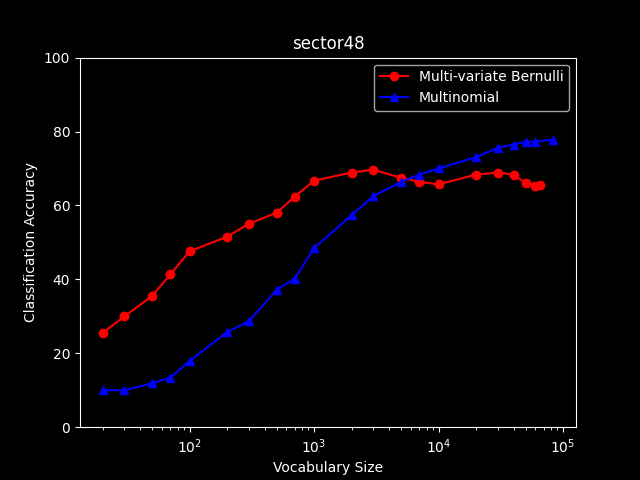 sector48
Multi-variate Bernulli
Multinomial
100
80
60
40
20
0
Classification Accuracy
10²
10³
10⁴
10⁵
Vocabulary Size